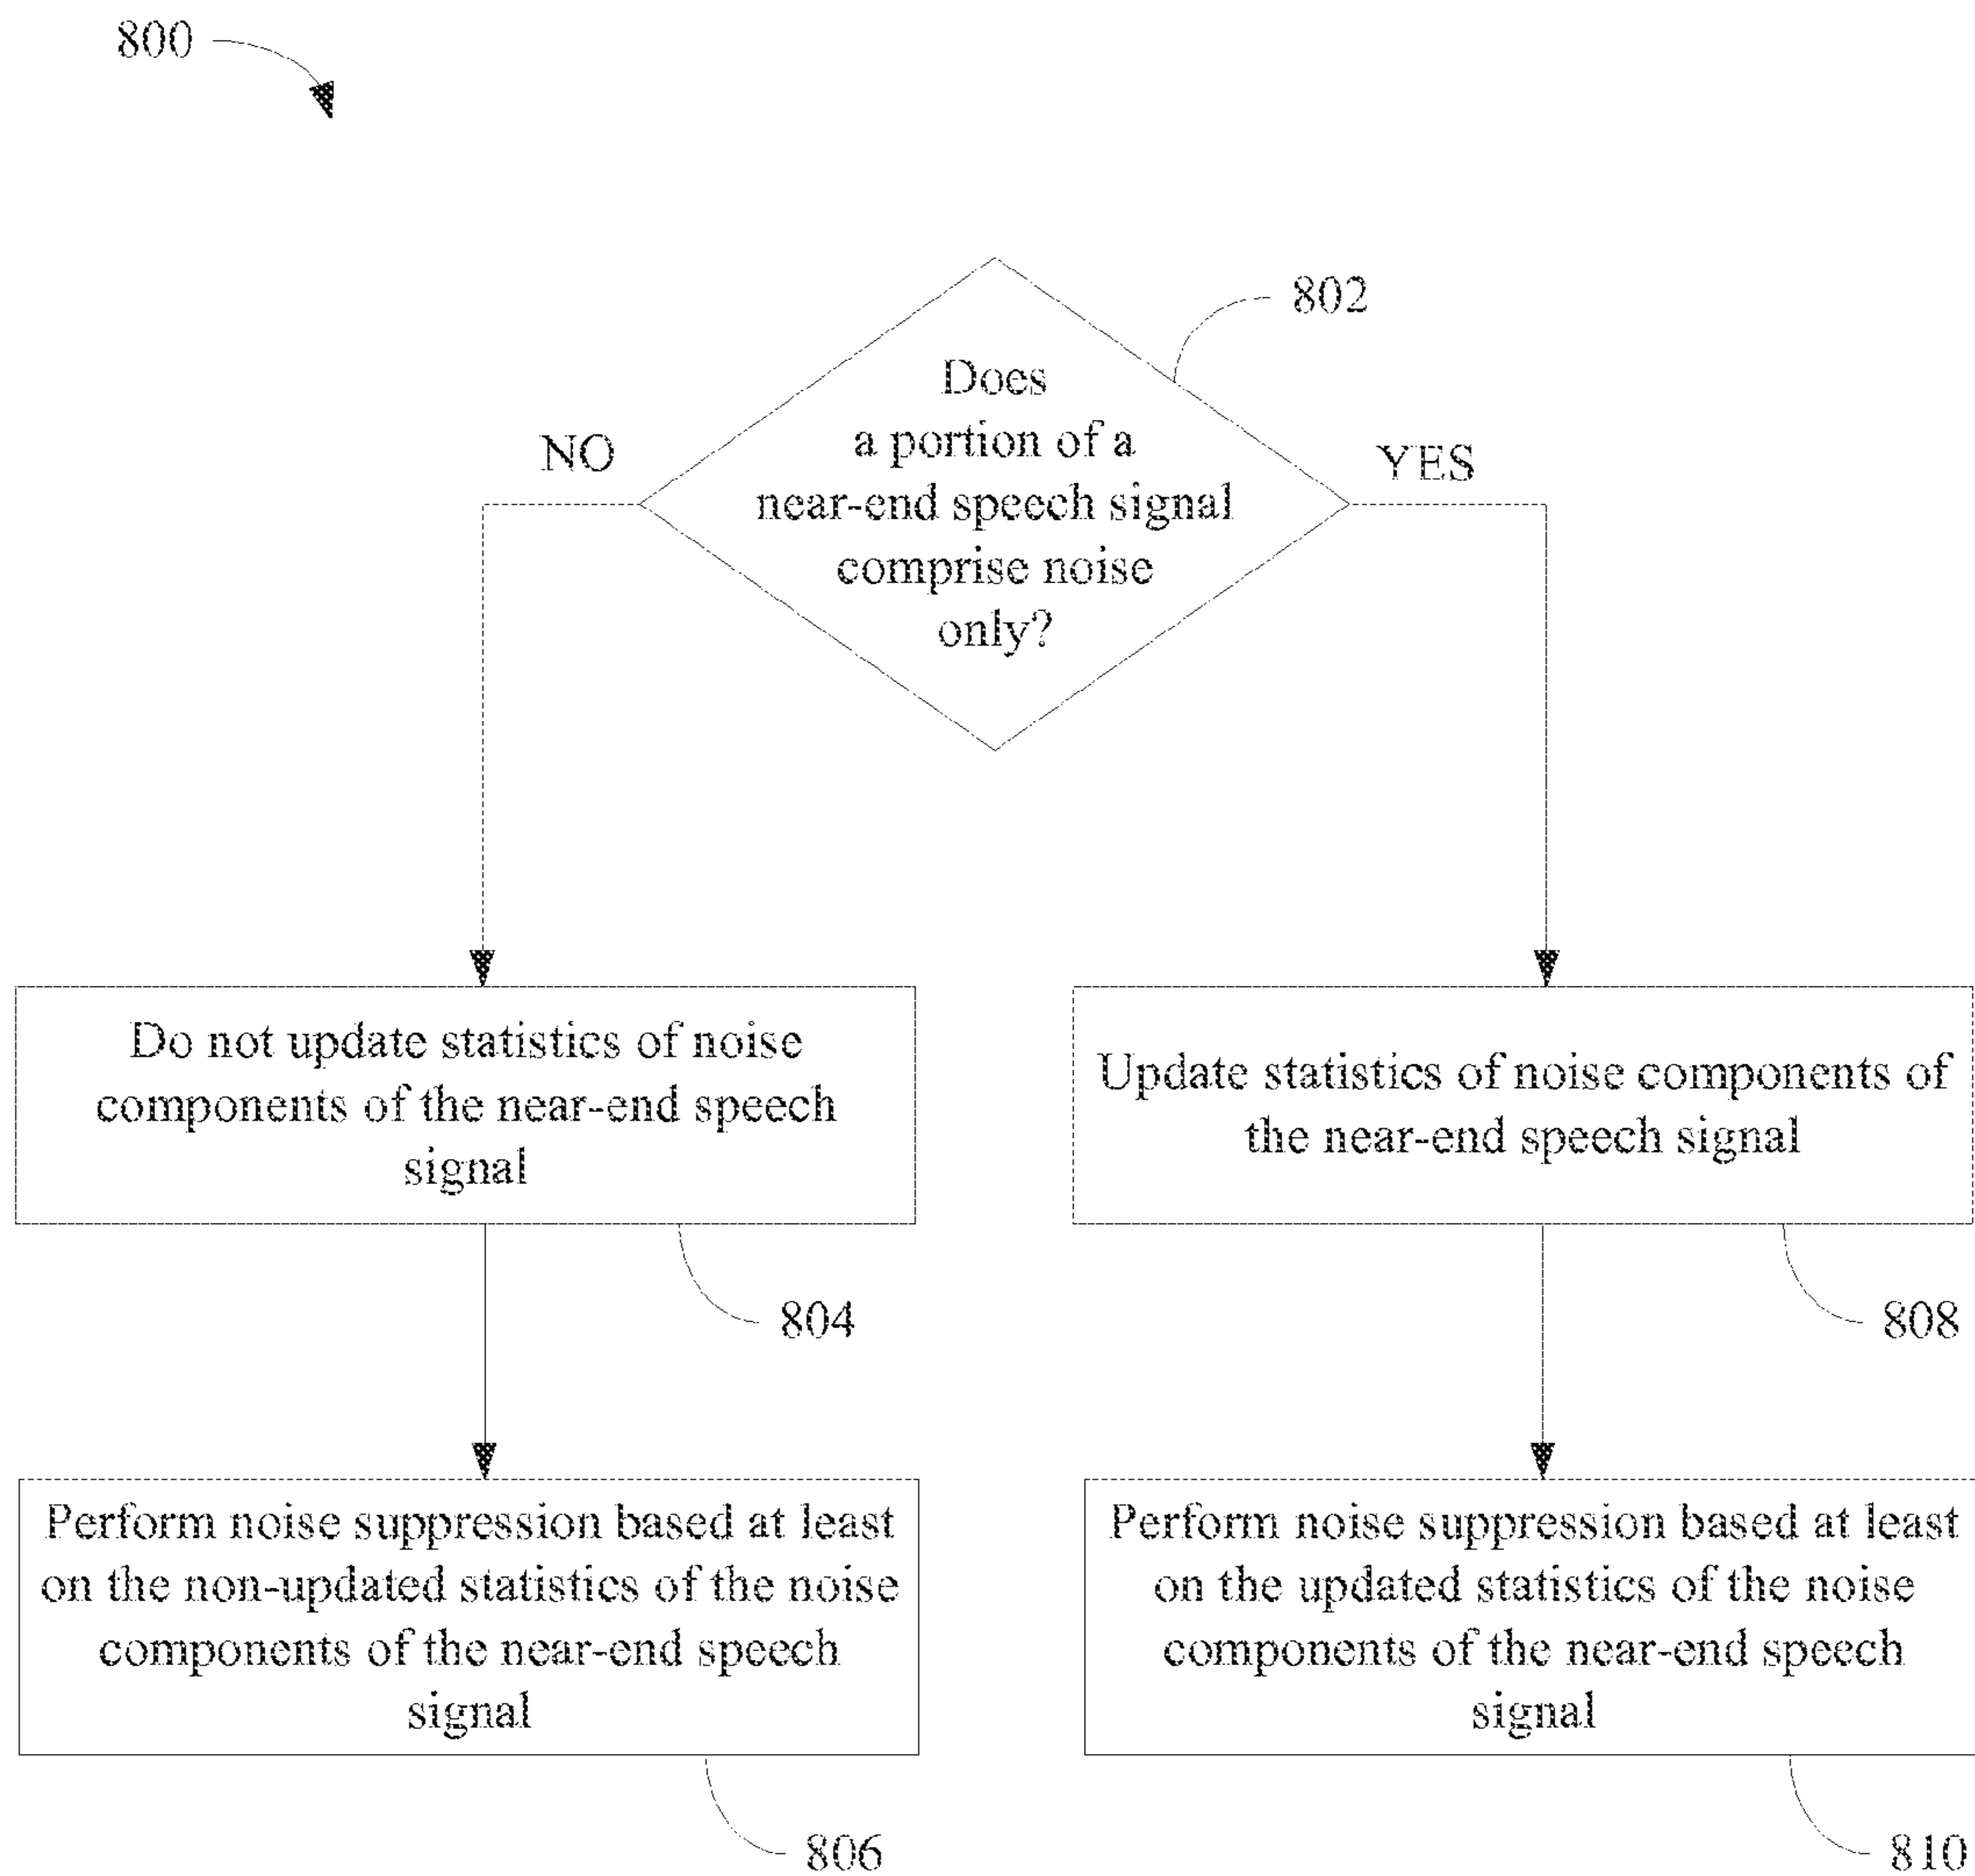 800
802
Does
a portion of a
near-end speech signal
comprise noise
only?
NO
YES
Do not update statistics of noise
components of the near-end speech
signal
804
Update statistics of noise components of
the near-end speech signal
808
Perform noise suppression based at least
on the non-updated statistics of the noise
components of the near-end speech
signal
806
Perform noise suppression based at least
on the updated statistics of the noise
components of the near-end speech
signal
810